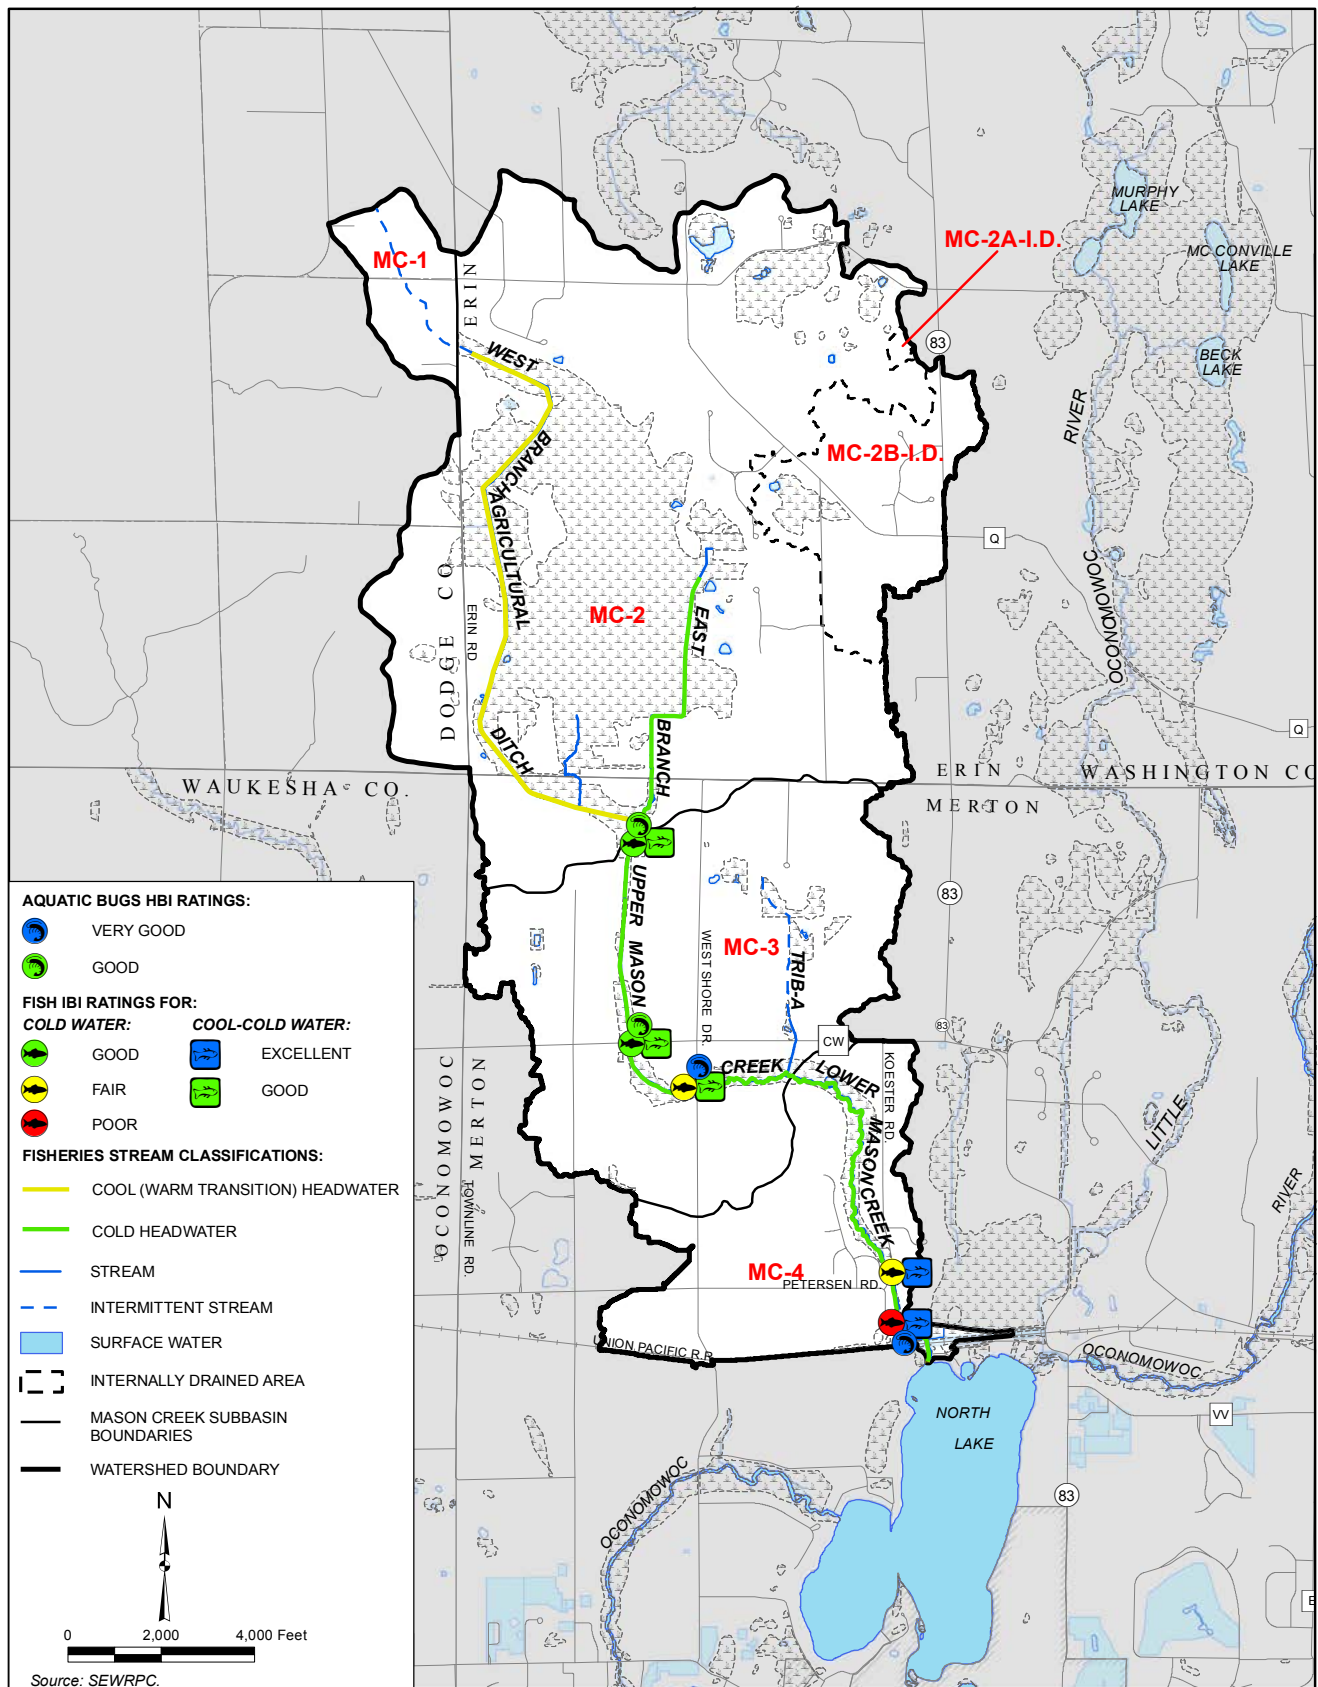 MURPHY
LAKE
MC CONVILLE
LAKE
MC-2A-I.D.
MC-1
ERIN
83
BECK
LAKE
WEST
RIVER
BRANCH
MC-2B-I.D.
AGRICULTURAL
Q
OCONOMOWOC
DODGE CO
ERIN RD
MC-2
EAST
Q
DITCH
BRANCH
WAUKESHA CO.
ERIN
WASHINGTON CO
MERTON
UPPER MASON
83
MC-3
WEST SHORE DR.
TRIB-A
83
CW
CREEK
LOWER
KOESTER RD.
MASON CREEK
LITTLE
RIVER
OCONOMOWOC
MERTON
TOWNLINE RD.
MC-4
PETERSEN RD.
UNION PACIFIC R.R.
OCONOMOWOC
VV
NORTH
LAKE
OCONOMOWOC
83
E
AQUATIC BUGS HBI RATINGS:
VERY GOOD
GOOD
FISH IBI RATINGS FOR:
COLD WATER: COOL-COLD WATER:
GOOD EXCELLENT
FAIR GOOD
POOR
FISHERIES STREAM CLASSIFICATIONS:
COOL (WARM TRANSITION) HEADWATER
COLD HEADWATER
STREAM
INTERMITTENT STREAM
SURFACE WATER
INTERNALLY DRAINED AREA
MASON CREEK SUBBASIN
BOUNDARIES
WATERSHED BOUNDARY
N
0 2,000 4,000 Feet
Source: SEWRPC.